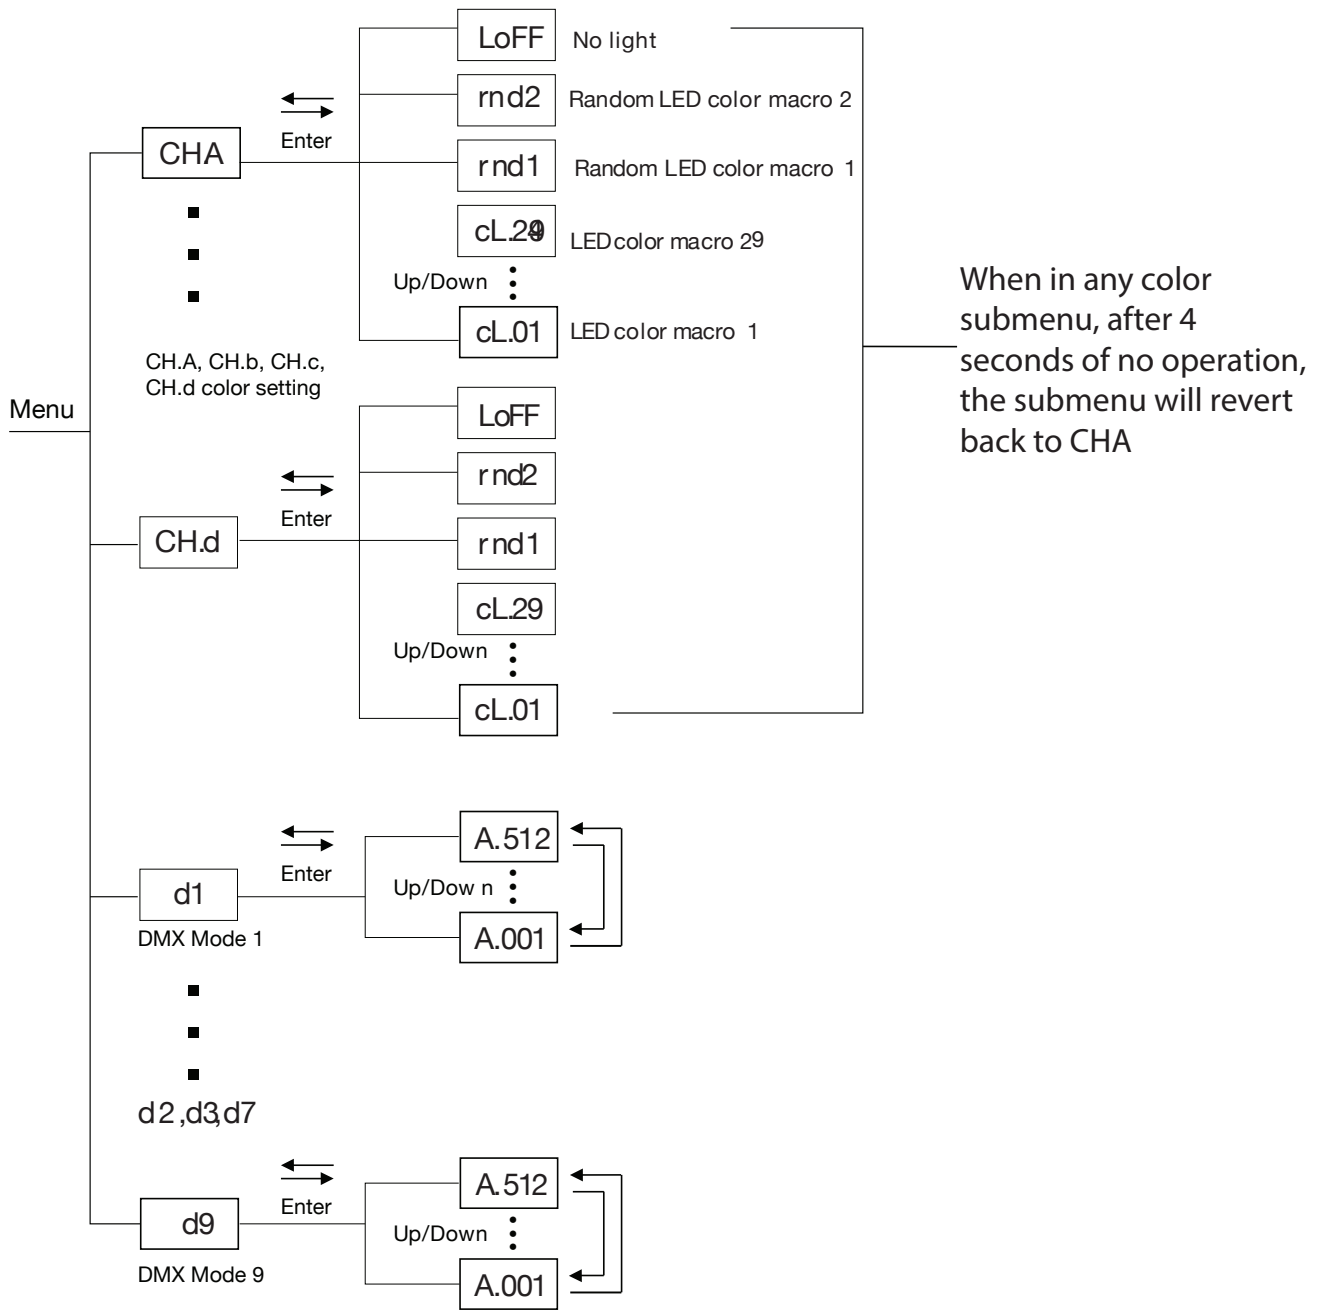 LoFF No light
rnd2 Random LED color macro 2
Enter
CHA
rnd1 Random LED color macro 1
LED color macro 29
Up/Down
cL.01 LED color macro 1
CH.A, CH.b, CH.c,
CH.d color setting
When in any color
submenu, after 4
seconds of no operation,
the submenu will revert
back to CHA
Menu
LoFF
rnd2
Enter
CH.d
rnd1
cL.29
Up/Down
cL.01
A.512
Enter
d1
Up/Down
DMX Mode 1
A.001
d2,d3,d7
A.512
Enter
d9
Up/Down
DMX Mode 9
A.001